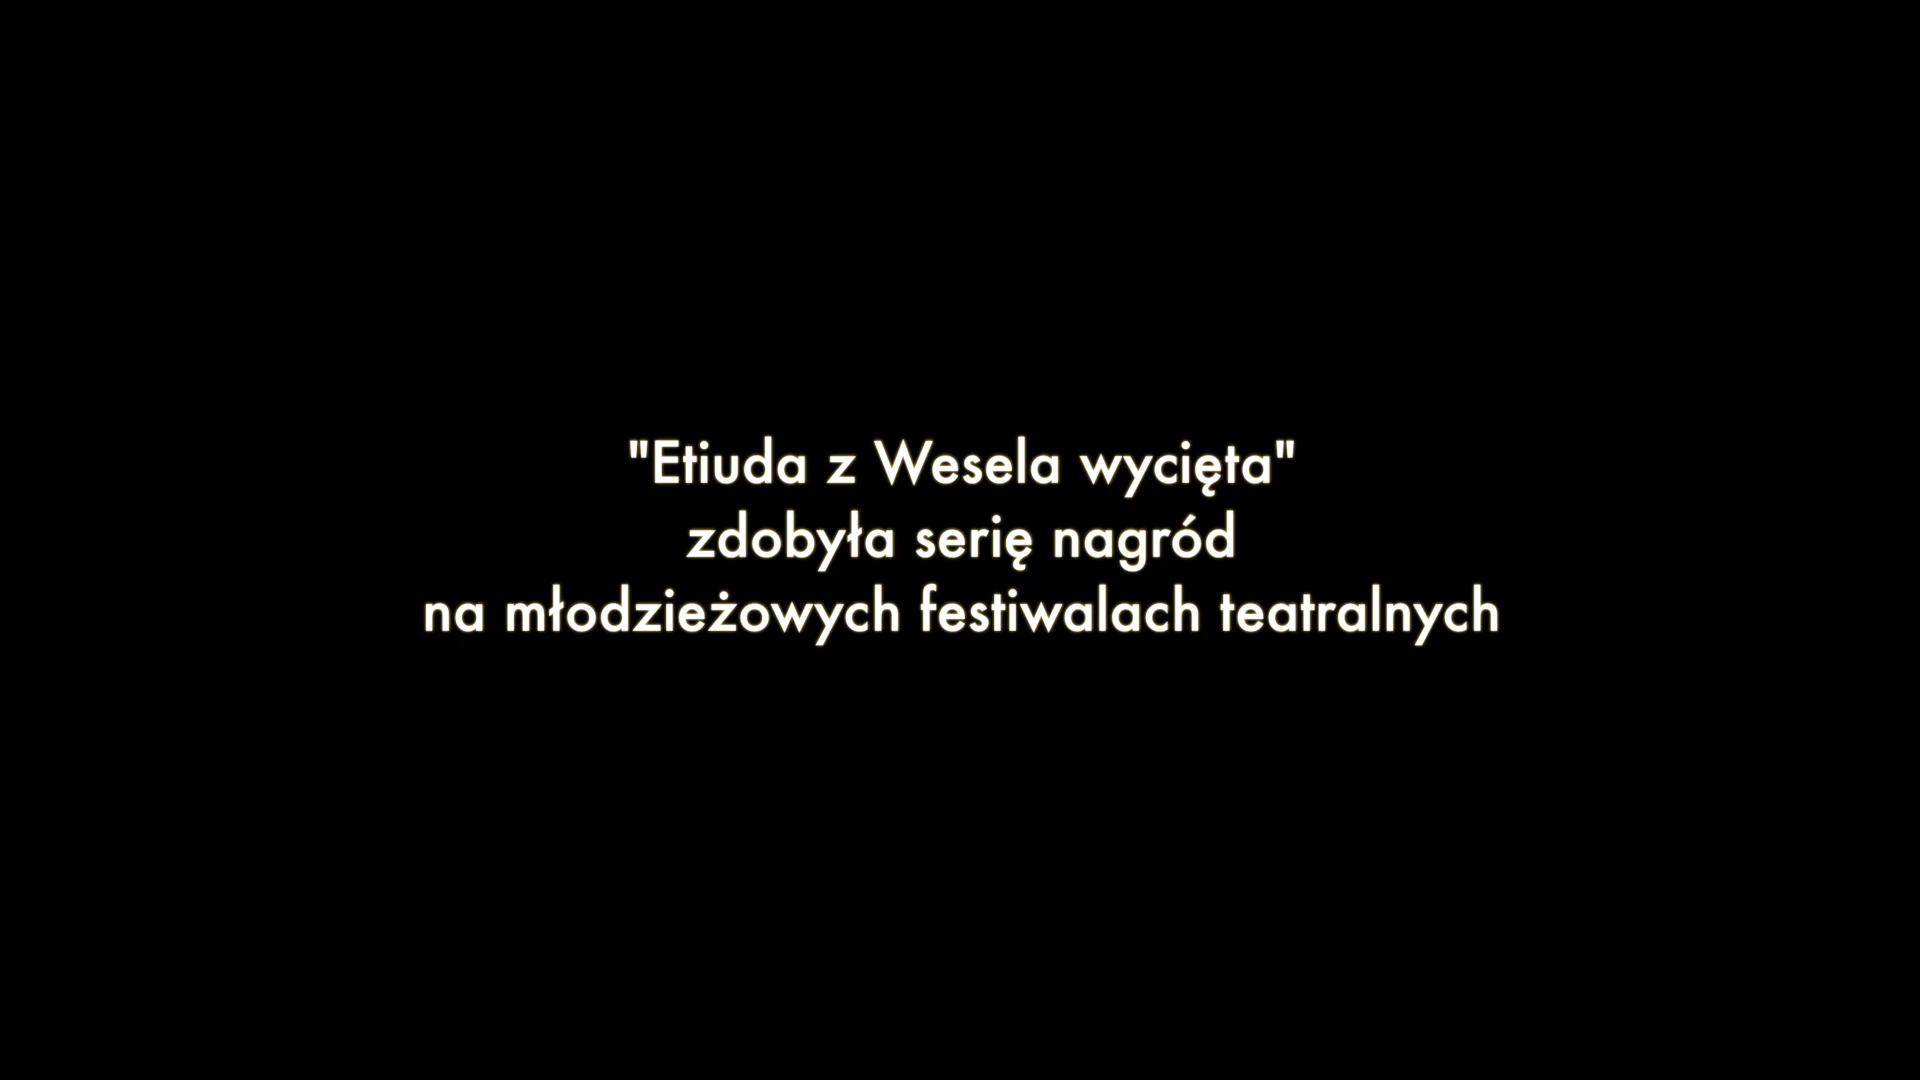 "Etiuda z Wesela wycięta"
zdobyła serię nagród
na młodzieżowych festiwalach teatralnych